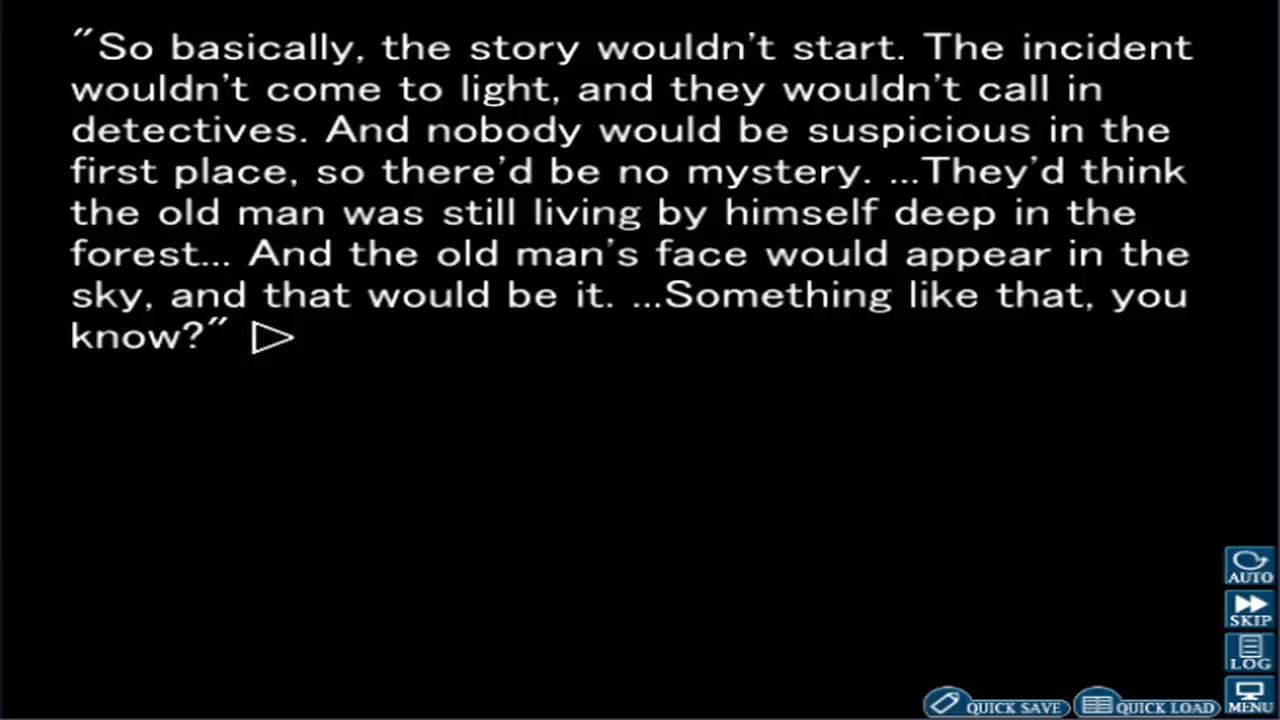 "So basically, the story wouldn't start. The incident
wouldn't come to light, and they wouldn't call in
detectives. And nobody would be suspicious in the
first place, so there'd be no mystery. ...They'd think
the old man was still living by himself deep in the
forest... And the old man's face would appear in the
sky, and that would be it. ...Something like that, you
know?"
AUTO
SKIP
LOG
MENU
QUICK SAVE
QUICK LOAD